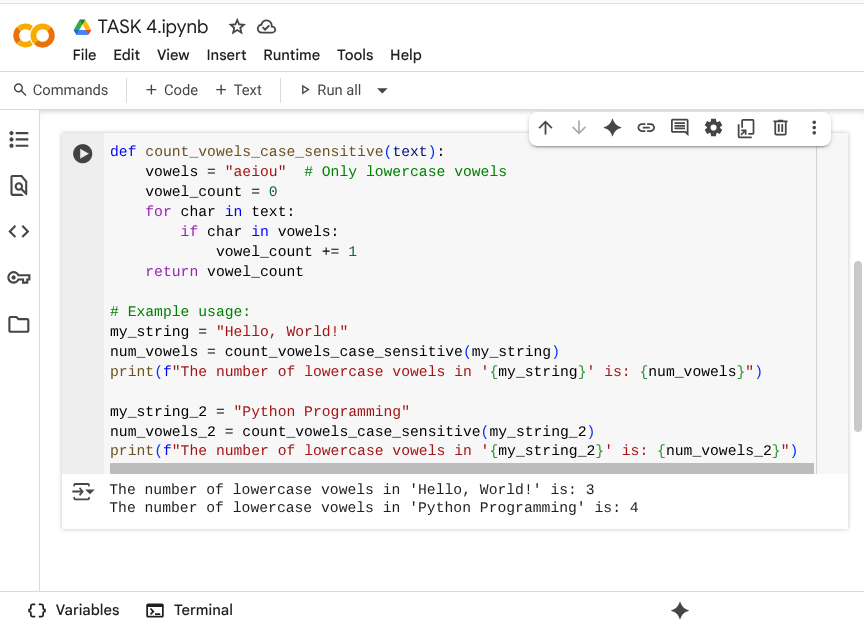 TASK 4.ipynb
File Edit View Insert Runtime Tools Help
Commands + Code + Text Run all
def count_vowels_case_sensitive(text):
    vowels = "aeiou"  # Only lowercase vowels
    vowel_count = 0
    for char in text:
        if char in vowels:
            vowel_count += 1
    return vowel_count

# Example usage:
my_string = "Hello, World!"
num_vowels = count_vowels_case_sensitive(my_string)
print(f"The number of lowercase vowels in '{my_string}' is: {num_vowels}")

my_string_2 = "Python Programming"
num_vowels_2 = count_vowels_case_sensitive(my_string_2)
print(f"The number of lowercase vowels in '{my_string_2}' is: {num_vowels_2}")
The number of lowercase vowels in 'Hello, World!' is: 3
The number of lowercase vowels in 'Python Programming' is: 4
Variables Terminal